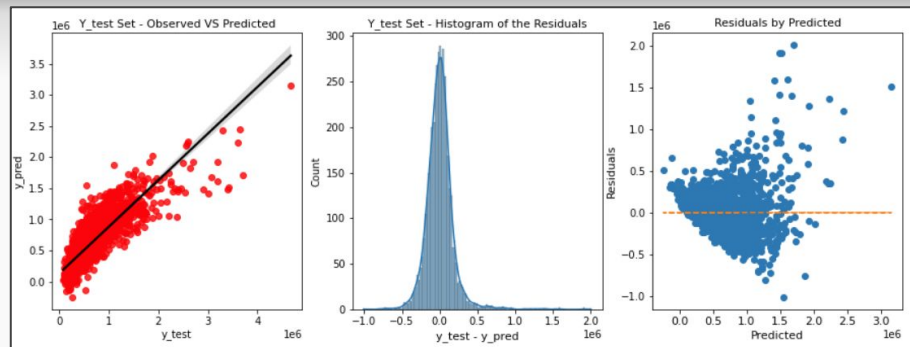 Y_test Set - Observed VS Predicted
1e6
3.5
3.0
2.5
2.0
1.5
1.0
0.5
0.0
y_pred
0 1 2 3 4
1e6
y_test
Y_test Set - Histogram of the Residuals
300
250
200
150
100
50
0
Count
−1.0 −0.5 0.0 0.5 1.0 1.5 2.0
1e6
y_test - y_pred
Residuals by Predicted
1e6
2.0
1.5
1.0
0.5
0.0
−0.5
−1.0
Residuals
0.0 0.5 1.0 1.5 2.0 2.5 3.0
1e6
Predicted